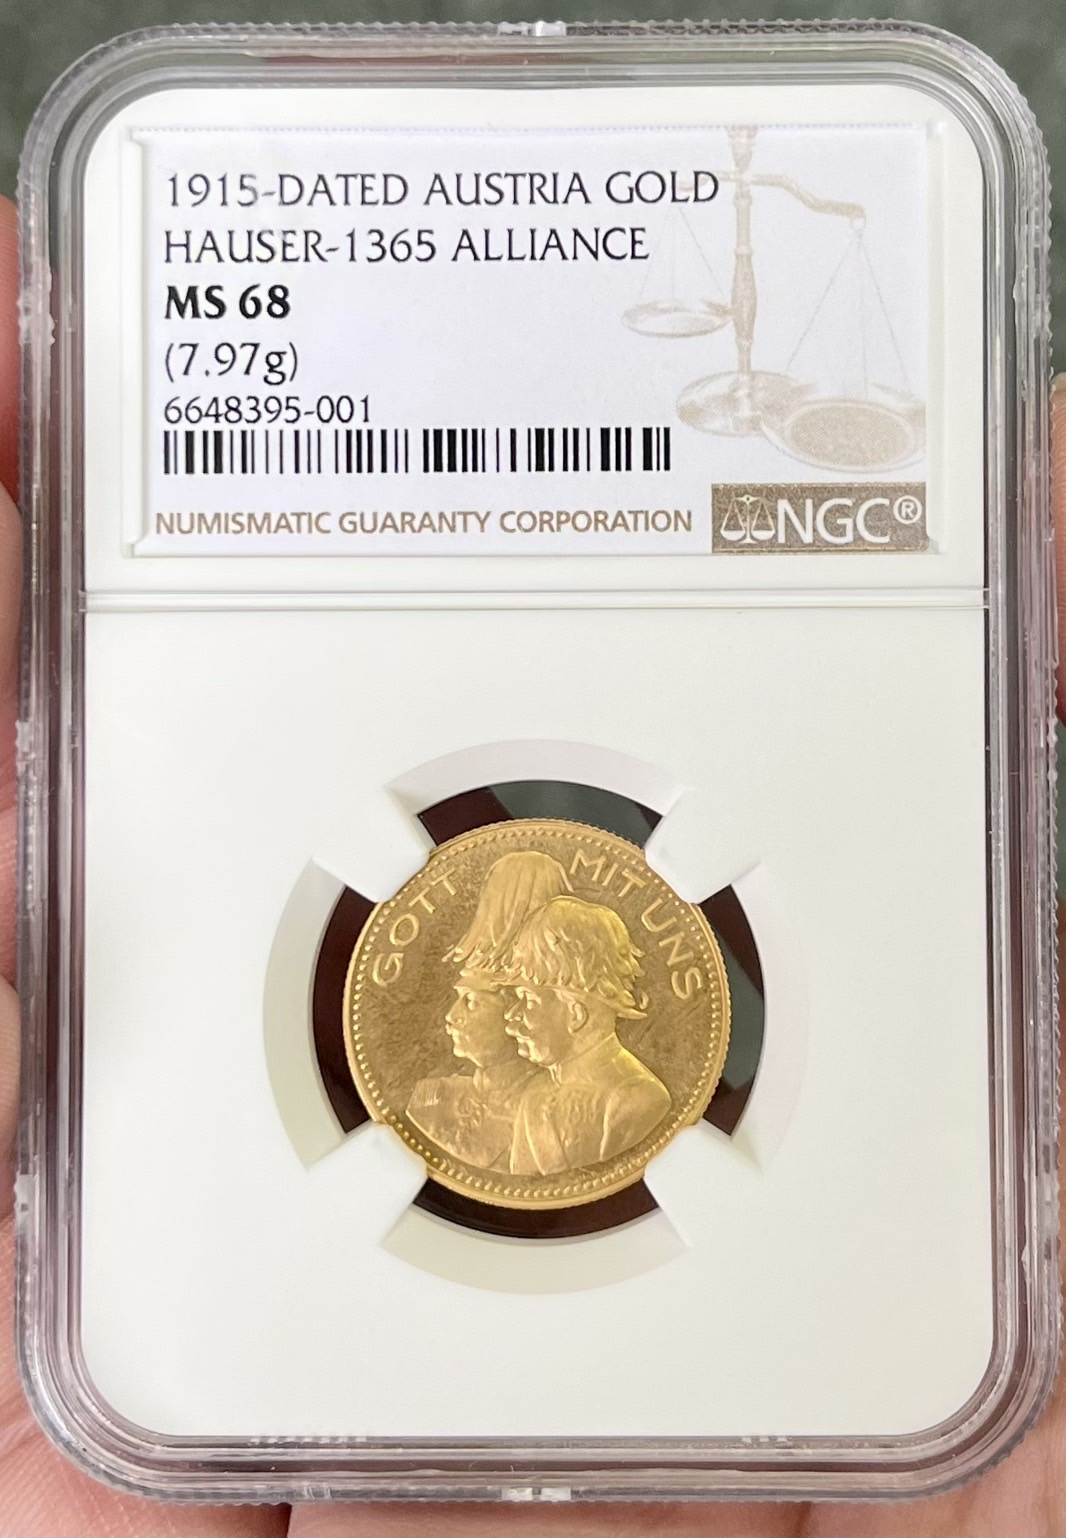 1915-DATED AUSTRIA GOLD
HAUSER-1365 ALLIANCE
MS 68
(7.97g)
6648395-001
NUMISMATIC GUARANTY CORPORATION
NGC®
GOTT MIT UNS